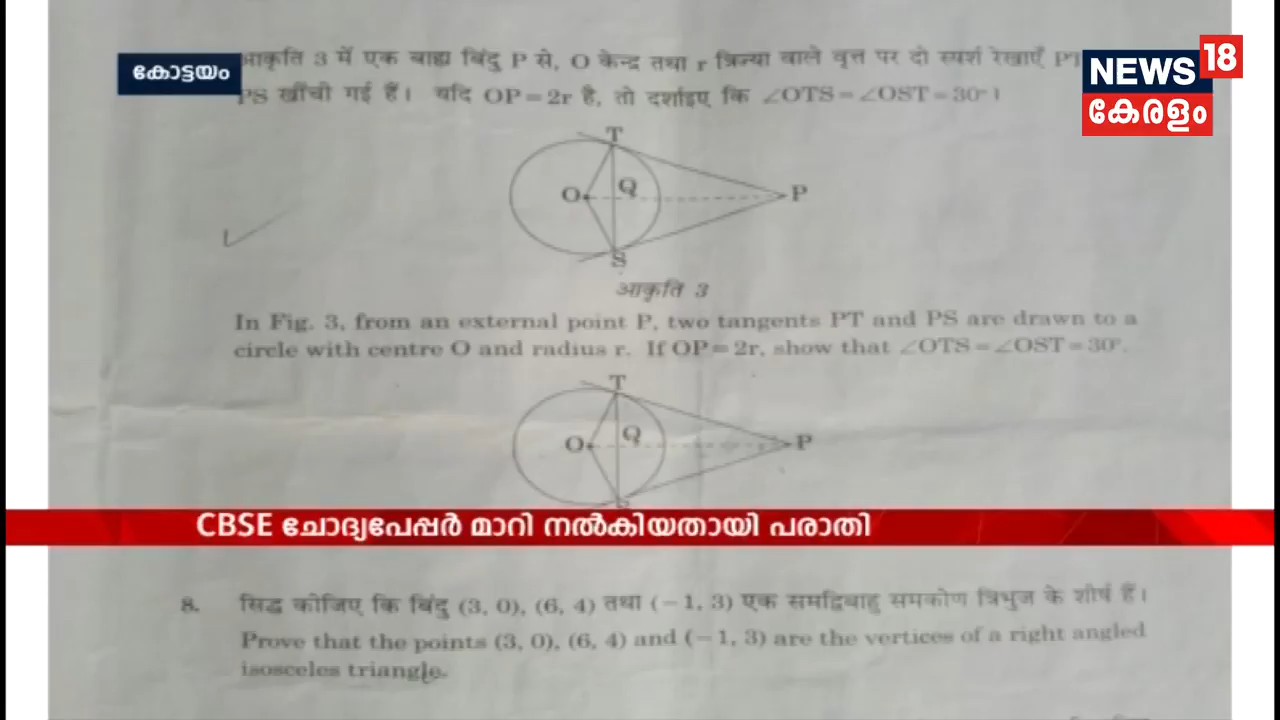 आकृति 3 में एक बाह्य बिंदु P से, O केन्द्र तथा r त्रिज्या वाले वृत्त पर दो स्पर्श रेखाएँ PT
കോട്ടയം
NEWS 18
കേരളം
PS खींची गई हैं। यदि OP = 2r है, तो दर्शाइए कि ∠OTS = ∠OST = 30°।
T
O
Q
P
S
आकृति 3
In Fig. 3, from an external point P, two tangents PT and PS are drawn to a
circle with centre O and radius r. If OP = 2r, show that ∠OTS = ∠OST = 30°.
T
O
Q
P
CBSE ചോദ്യപേപ്പർ മാറി നൽകിയതായി പരാതി
8. सिद्ध कीजिए कि बिंदु (3, 0), (6, 4) तथा (−1, 3) एक समद्विबाहु समकोण त्रिभुज के शीर्ष हैं।
Prove that the points (3, 0), (6, 4) and (−1, 3) are the vertices of a right angled
isosceles triangle.